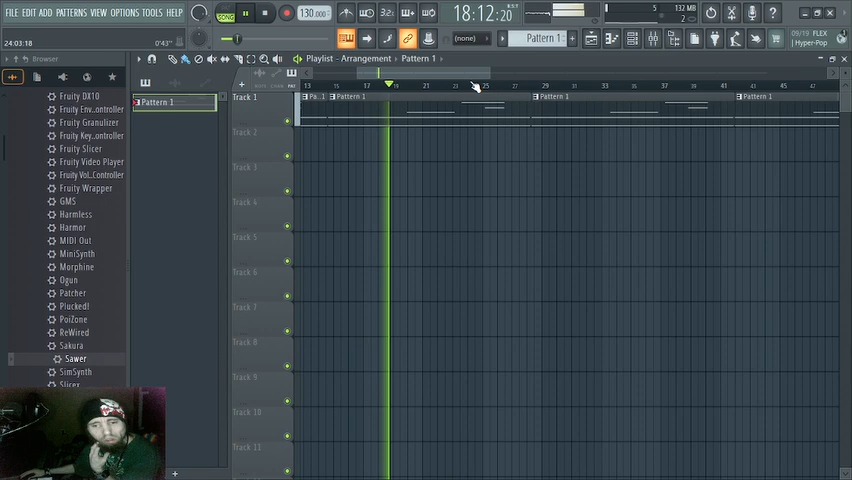 FILE EDIT ADD PATTERNS VIEW OPTIONS TOOLS HELP
SONG
130.000
18:12:20
5
132 MB
2
09/19 FLEX
| Hyper-Pop
24:03:18
0'43"
(none)
Pattern 1
Browser
Playlist - Arrangement › Pattern 1 ›
13
15
17
19
21
23
25
27
29
31
33
35
37
39
41
43
45
47
Pattern 1
Pa..1
Pattern 1
Pattern 1
Pattern 1
Track 1
Track 2
Track 3
Track 4
Track 5
Track 6
Track 7
Track 8
Track 9
Track 10
Track 11
Fruity DX10
Fruity Env..ontroller
Fruity Granulizer
Fruity Key..ontroller
Fruity Slicer
Fruity Video Player
Fruity Vol..Controller
Fruity Wrapper
GMS
Harmless
Harmor
MIDI Out
MiniSynth
Morphine
Ogun
Patcher
Plucked!
PoiZone
ReWired
Sakura
Sawer
SimSynth
Slicex